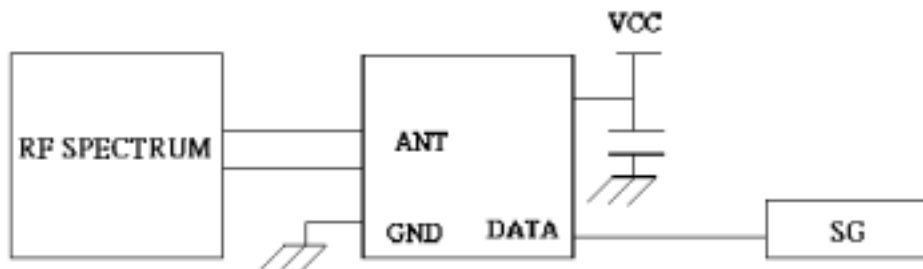 VCC
RF SPECTRUM
ANT
GND
DATA
SG